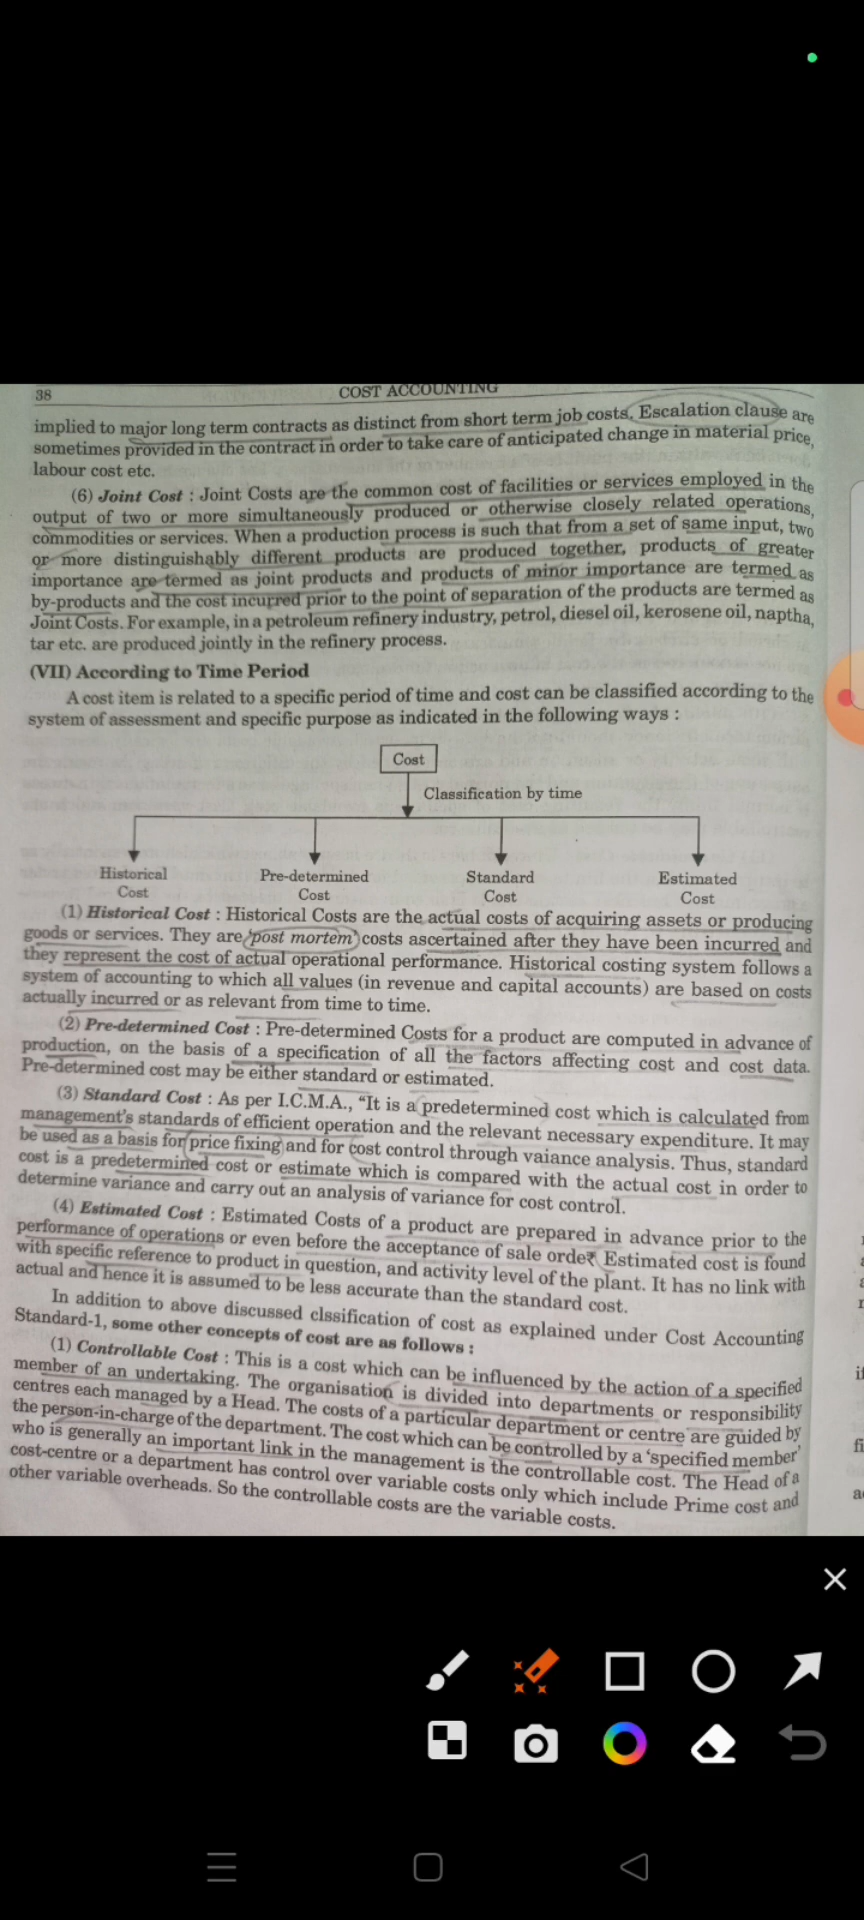 38
COST ACCOUNTING
implied to major long term contracts as distinct from short term job costs. Escalation clause are
sometimes provided in the contract in order to take care of anticipated change in material price,
labour cost etc.
(6) Joint Cost : Joint Costs are the common cost of facilities or services employed in the
output of two or more simultaneously produced or otherwise closely related operations,
commodities or services. When a production process is such that from a set of same input, two
or more distinguishably different products are produced together, products of greater
importance are termed as joint products and products of minor importance are termed as
by-products and the cost incurred prior to the point of separation of the products are termed as
Joint Costs. For example, in a petroleum refinery industry, petrol, diesel oil, kerosene oil, naptha,
tar etc. are produced jointly in the refinery process.
(VII) According to Time Period
A cost item is related to a specific period of time and cost can be classified according to the
system of assessment and specific purpose as indicated in the following ways :
Cost
Classification by time
Historical Pre-determined Standard Estimated
Cost Cost Cost Cost
(1) Historical Cost : Historical Costs are the actual costs of acquiring assets or producing
goods or services. They are 'post mortem' costs ascertained after they have been incurred and
they represent the cost of actual operational performance. Historical costing system follows a
system of accounting to which all values (in revenue and capital accounts) are based on costs
actually incurred or as relevant from time to time.
(2) Pre-determined Cost : Pre-determined Costs for a product are computed in advance of
production, on the basis of a specification of all the factors affecting cost and cost data.
Pre-determined cost may be either standard or estimated.
(3) Standard Cost : As per I.C.M.A., “It is a predetermined cost which is calculated from
management's standards of efficient operation and the relevant necessary expenditure. It may
be used as a basis for price fixing and for cost control through vaiance analysis. Thus, standard
cost is a predetermined cost or estimate which is compared with the actual cost in order to
determine variance and carry out an analysis of variance for cost control.
(4) Estimated Cost : Estimated Costs of a product are prepared in advance prior to the
performance of operations or even before the acceptance of sale orde₹ Estimated cost is found
with specific reference to product in question, and activity level of the plant. It has no link with
actual and hence it is assumed to be less accurate than the standard cost.
In addition to above discussed clssification of cost as explained under Cost Accounting
Standard-1, some other concepts of cost are as follows :
(1) Controllable Cost : This is a cost which can be influenced by the action of a specified
member of an undertaking. The organisation is divided into departments or responsibility
centres each managed by a Head. The costs of a particular department or centre are guided by
the person-in-charge of the department. The cost which can be controlled by a ‘specified member’
who is generally an important link in the management is the controllable cost. The Head of a
cost-centre or a department has control over variable costs only which include Prime cost and
other variable overheads. So the controllable costs are the variable costs.